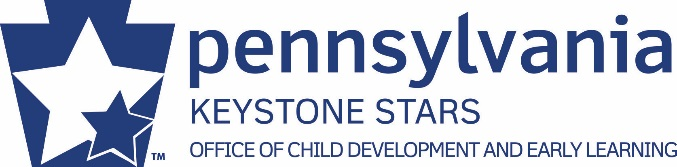 pennsylvania
KEYSTONE STARS
OFFICE OF CHILD DEVELOPMENT AND EARLY LEARNING
TM